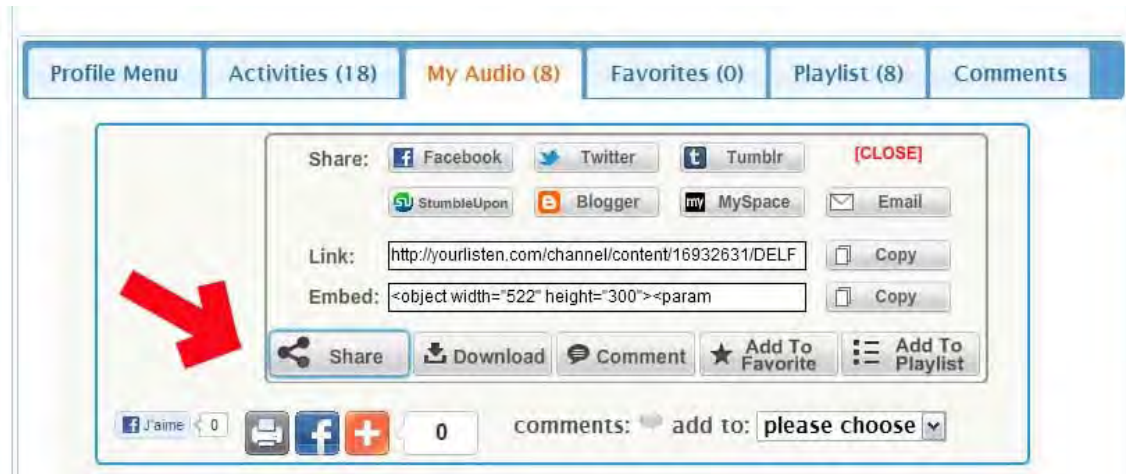 Profile Menu Activities (18) My Audio (8) Favorites (0) Playlist (8) Comments
Share: Facebook Twitter t Tumblr [CLOSE]
StumbleUpon Blogger my MySpace Email
Link: http://yourlisten.com/channel/content/16932631/DELF Copy
Embed: <object width="522" height="300"><param Copy
Share Download Comment Add To Favorite Add To Playlist
J'aime 0 0 comments: add to: please choose